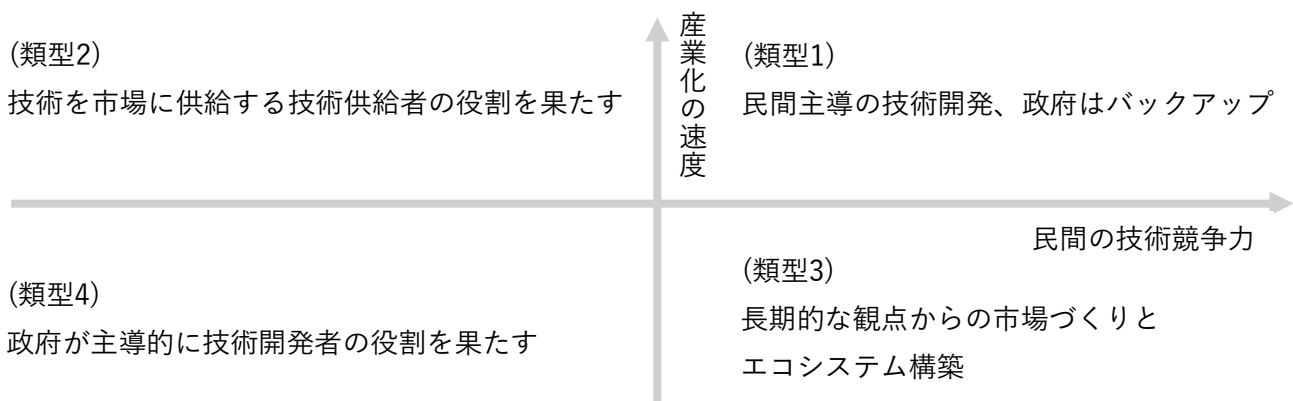 (類型2)
技術を市場に供給する技術供給者の役割を果たす
産業化の速度
(類型1)
民間主導の技術開発、政府はバックアップ
民間の技術競争力
(類型4)
政府が主導的に技術開発者の役割を果たす
(類型3)
長期的な観点からの市場づくりと
エコシステム構築